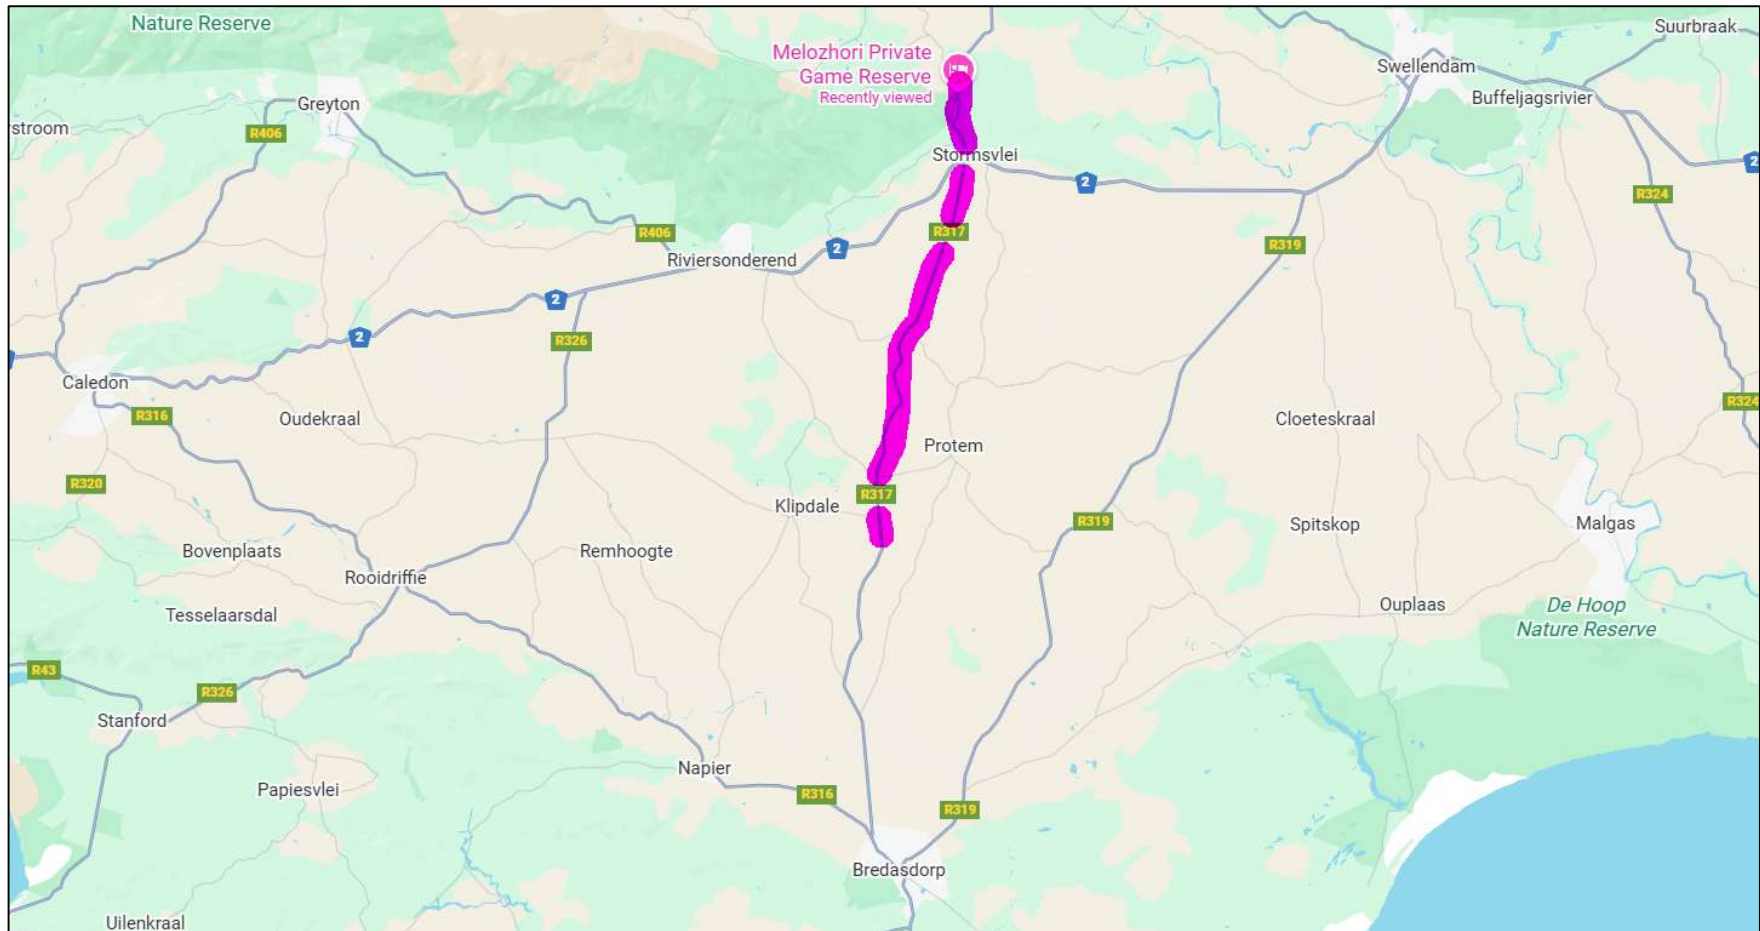 Nature Reserve
Suurbraak
Melozhori Private
Game Reserve
Recently viewed
Swellendam
Buffeljagsrivier
Greyton
rstroom
R406
Stormsvlei
2
2
R324
R406
R317
R319
2
Riviersonderend
2
2
R326
Caledon
R316
Oudekraal
Cloeteskraal
R324
Protem
R320
R317
Klipdale
R319
Spitskop
Malgas
Bovenplaats
Remhoogte
Rooidriffie
Tesselaarsdal
Ouplaas
De Hoop
Nature Reserve
R43
R326
Stanford
Napier
Papiesvlei
R316
R319
Bredasdorp
Uilenkraal